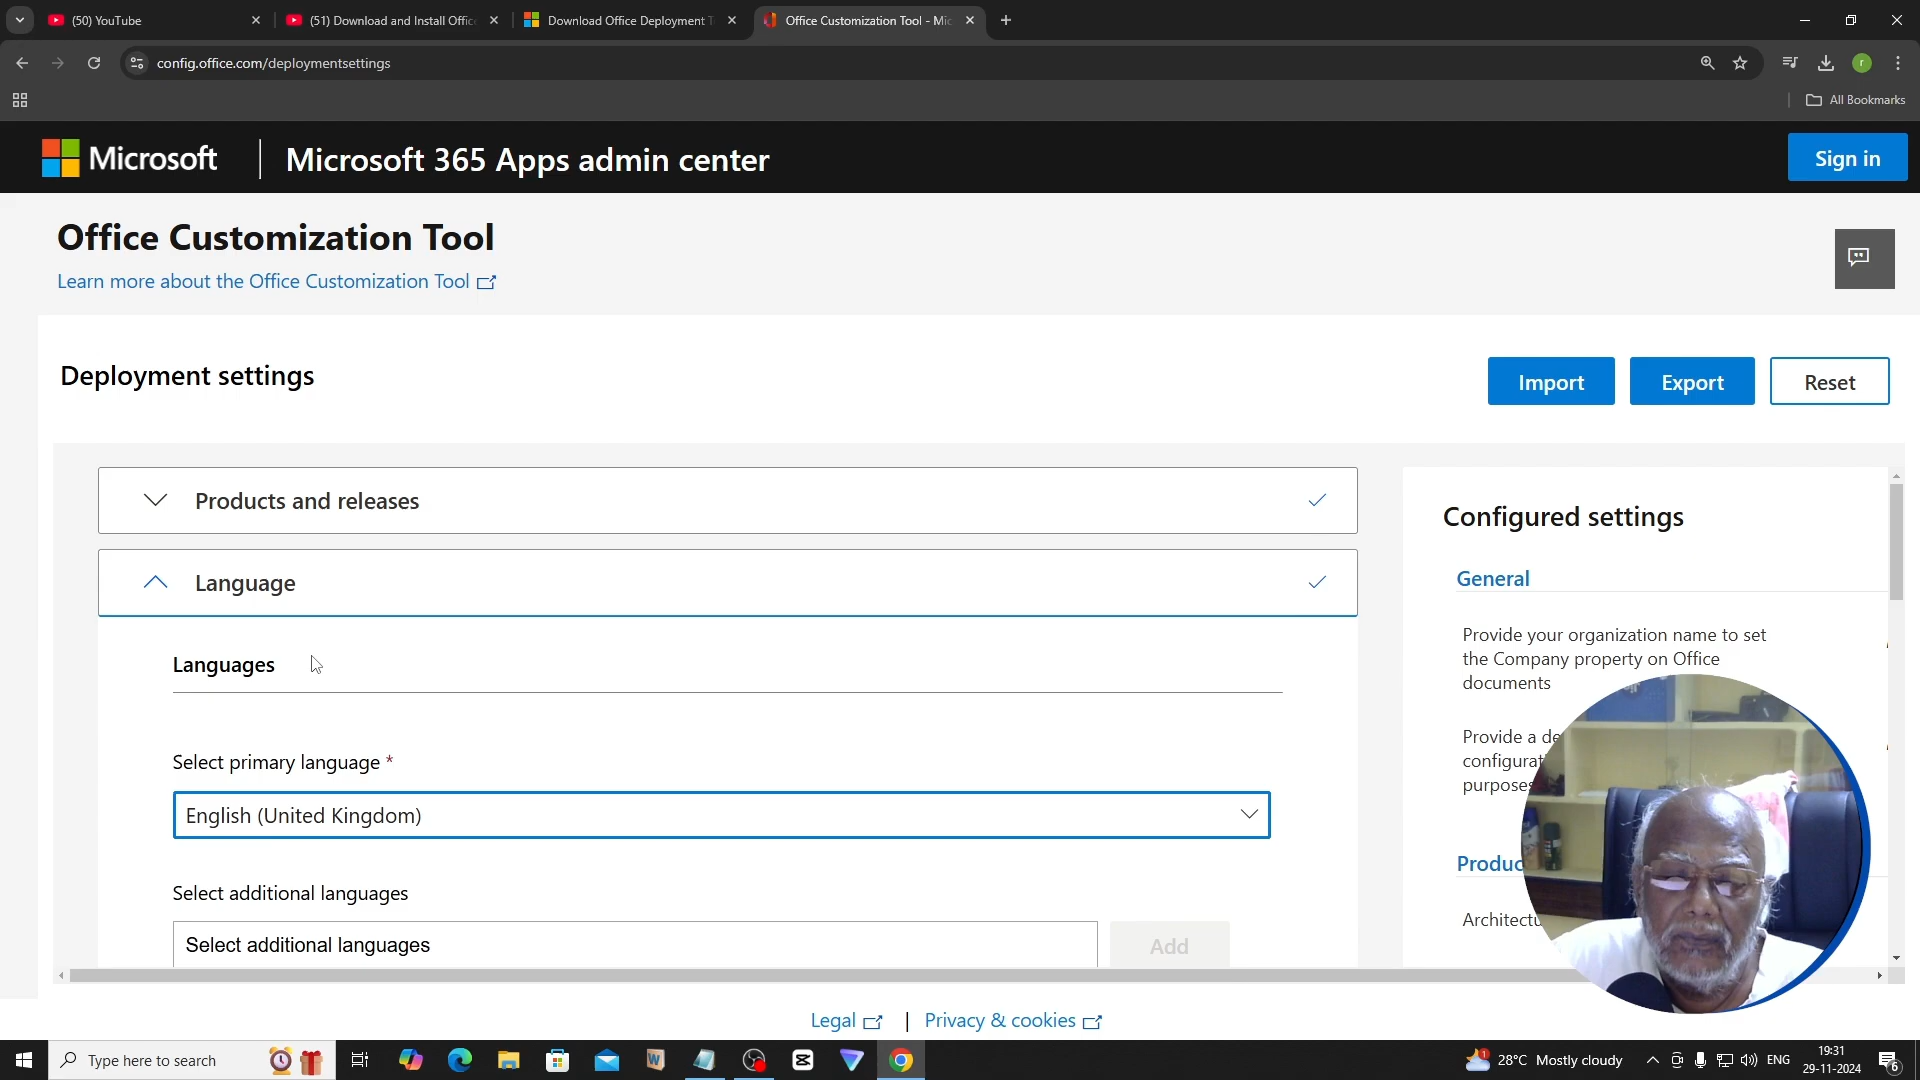 (50) YouTube
(51) Download and Install Office
Download Office Deployment T
Office Customization Tool - Mic
config.office.com/deploymentsettings
r
All Bookmarks
Microsoft
Microsoft 365 Apps admin center
Sign in
Office Customization Tool
Learn more about the Office Customization Tool
Deployment settings
Import
Export
Reset
Products and releases
Configured settings
General
Language
Provide your organization name to set
the Company property on Office
documents
Languages
Provide a de
configurat
purposes
Select primary language *
English (United Kingdom)
Produc
Select additional languages
Architectu
Select additional languages
Add
Legal
|
Privacy & cookies
Type here to search
1
28°C Mostly cloudy
ENG
19:31
29-11-2024
6